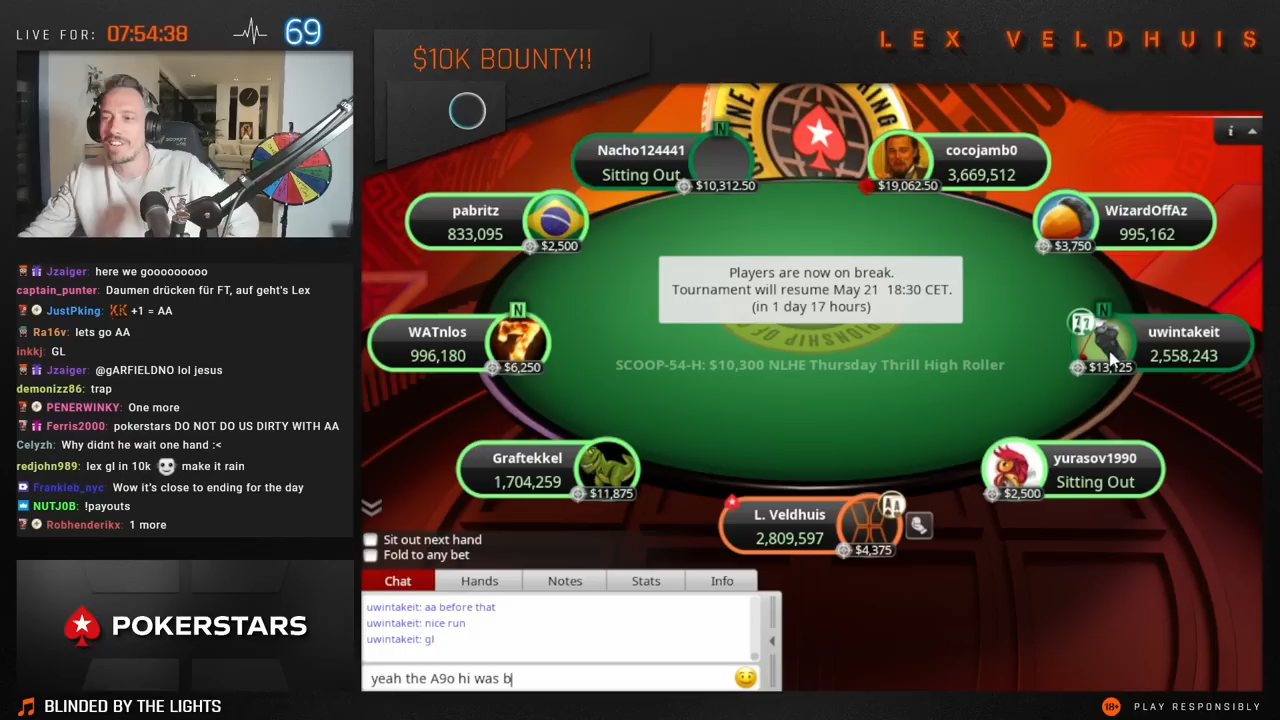 LIVE FOR: 07:54:38
69
$10K BOUNTY!!
LEX VELDHUIS
Jzaiger: here we gooooooooo
captain_punter: Daumen drücken für FT, auf geht's Lex
JustPking: KK +1 = AA
Ra16v: lets go AA
inkkj: GL
Jzaiger: @gARFIELDNO lol jesus
demonizz86: trap
PENERWINKY: One more
Ferris2000: pokerstars DO NOT DO US DIRTY WITH AA
Celyzh: Why didnt he wait one hand :<
redjohn989: lex gl in 10k make it rain
Frankieb_nyc: Wow it's close to ending for the day
NUTJ0B: !payouts
Robhenderikx: 1 more
POKERSTARS
BLINDED BY THE LIGHTS
Nacho124441
Sitting Out
N
$10,312.50
cocojamb0
3,669,512
$19,062.50
pabritz
833,095
$2,500
WizardOffAz
995,162
$3,750
i
Players are now on break.
Tournament will resume May 21 18:30 CET.
(in 1 day 17 hours)
WATnlos
996,180
N
$6,250
uwintakeit
2,558,243
N
77
$13,125
SCOOP-54-H: $10,300 NLHE Thursday Thrill High Roller
Graftekkel
1,704,259
$11,875
yurasov1990
Sitting Out
$2,500
L. Veldhuis
2,809,597
AA
$4,375
Sit out next hand
Fold to any bet
Chat Hands Notes Stats Info
uwintakeit: aa before that
uwintakeit: nice run
uwintakeit: gl
yeah the A9o hi was b
18+ PLAY RESPONSIBLY